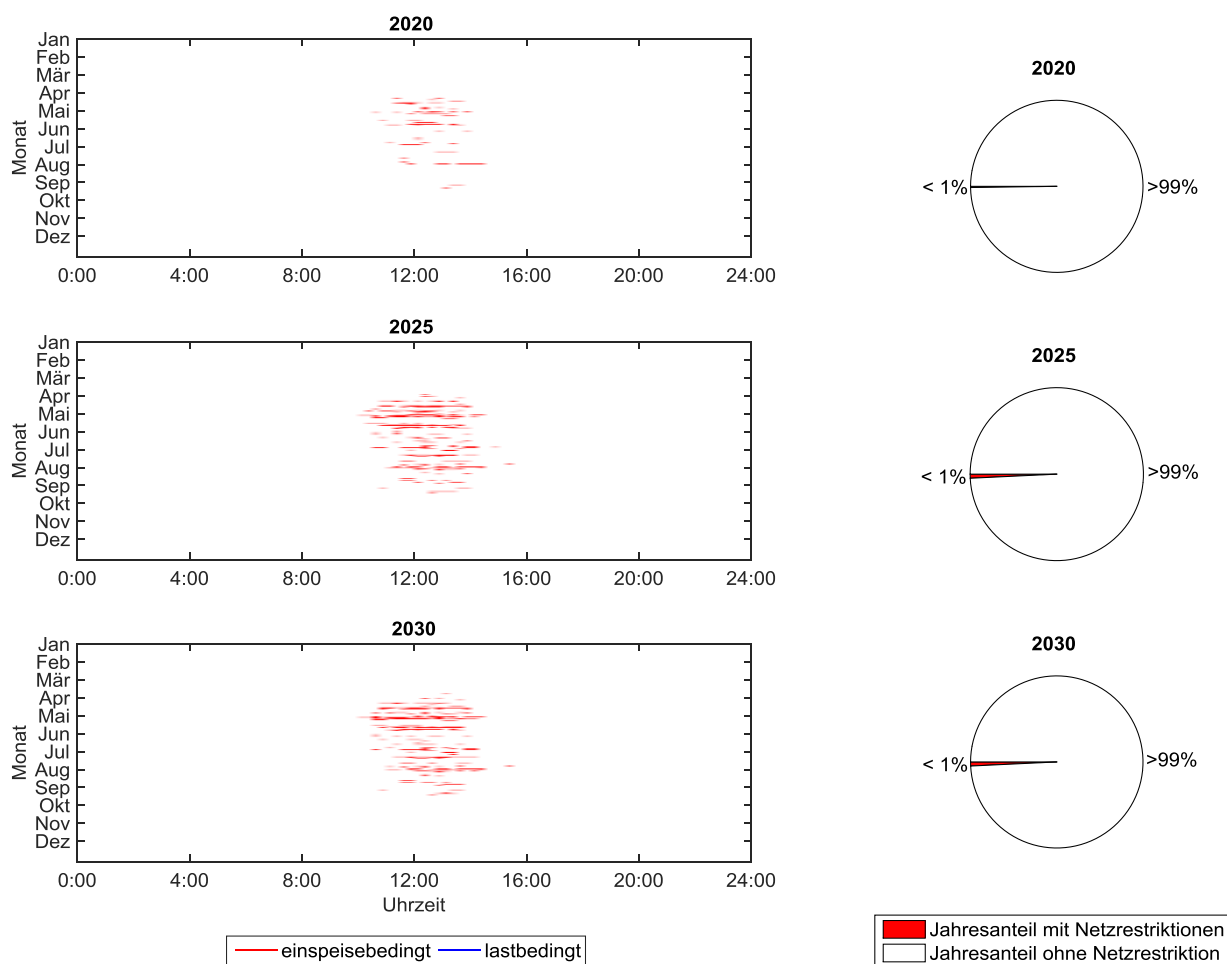 2020
Jan
Feb
Mär
Apr
Mai
Jun
Jul
Aug
Sep
Okt
Nov
Dez
Monat
0:00 4:00 8:00 12:00 16:00 20:00 24:00
2020
< 1% >99%
2025
Jan
Feb
Mär
Apr
Mai
Jun
Jul
Aug
Sep
Okt
Nov
Dez
Monat
0:00 4:00 8:00 12:00 16:00 20:00 24:00
2025
< 1% >99%
2030
Jan
Feb
Mär
Apr
Mai
Jun
Jul
Aug
Sep
Okt
Nov
Dez
Monat
0:00 4:00 8:00 12:00 16:00 20:00 24:00
Uhrzeit
2030
< 1% >99%
einspeisebedingt lastbedingt
Jahresanteil mit Netzrestriktionen
Jahresanteil ohne Netzrestriktion